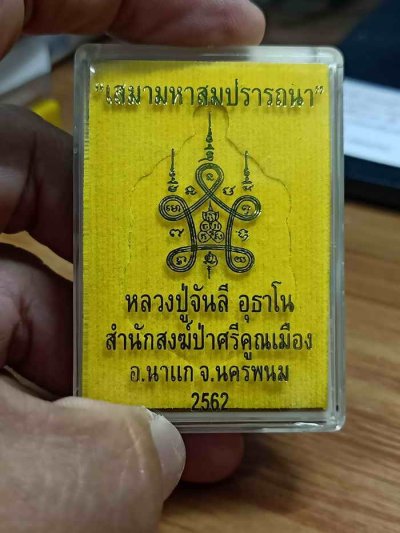 "เสมามหาสมปรารถนา"
หลวงปู่จันลี อุธาโน
สำนักสงฆ์ป่าศรีคูณเมือง
อ.นาแก จ.นครพนม
2562